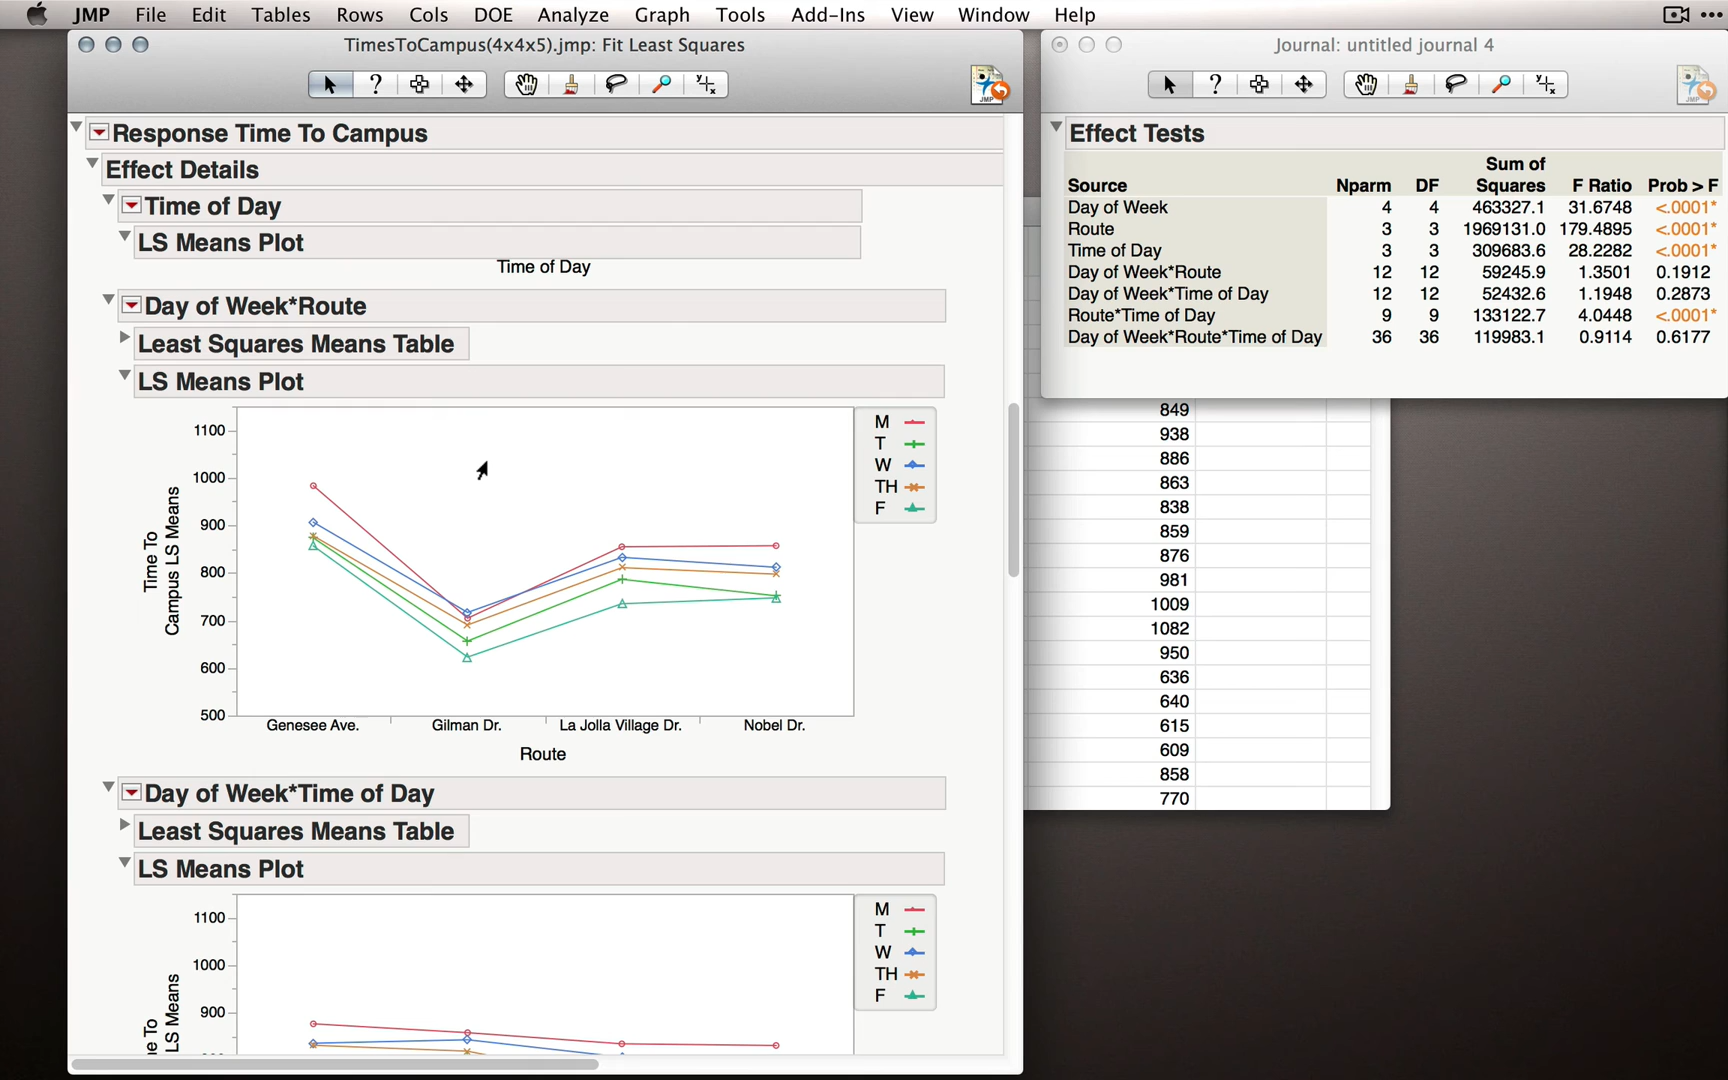 JMP File Edit Tables Rows Cols DOE Analyze Graph Tools Add-Ins View Window Help
TimesToCampus(4x4x5).jmp: Fit Least Squares
? JMP
Response Time To Campus
Effect Details
Time of Day
LS Means Plot
Time of Day
Day of Week*Route
Least Squares Means Table
LS Means Plot
Time To
Campus LS Means
1100
1000
900
800
700
600
500
M
T
W
TH
F
Genesee Ave. Gilman Dr. La Jolla Village Dr. Nobel Dr.
Route
Day of Week*Time of Day
Least Squares Means Table
LS Means Plot
1100
1000
900
M
T
W
TH
F
LS Means
Journal: untitled journal 4
?
Effect Tests
Source Nparm DF Sum of Squares F Ratio Prob > F
Day of Week 4 4 463327.1 31.6748 <.0001*
Route 3 3 1969131.0 179.4895 <.0001*
Time of Day 3 3 309683.6 28.2282 <.0001*
Day of Week*Route 12 12 59245.9 1.3501 0.1912
Day of Week*Time of Day 12 12 52432.6 1.1948 0.2873
Route*Time of Day 9 9 133122.7 4.0448 <.0001*
Day of Week*Route*Time of Day 36 36 119983.1 0.9114 0.6177
849
938
886
863
838
859
876
981
1009
1082
950
636
640
615
609
858
770